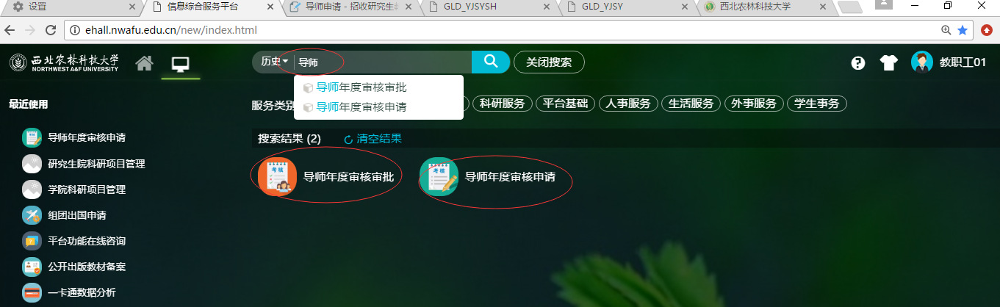 设置
信息综合服务平台
导师申请 - 招收研究生
GLD_YJSYSH
GLD_YJSY
西北农林科技大学
ehall.nwafu.edu.cn/new/index.html
西北农林科技大学
NORTHWEST A&F UNIVERSITY
历史
导师
关闭搜索
教职工01
导师年度审核审批
导师年度审核申请
最近使用
服务类别
科研服务
平台基础
人事服务
生活服务
外事服务
学生事务
搜索结果 (2)
清空结果
导师年度审核申请
研究生院科研项目管理
学院科研项目管理
组团出国申请
平台功能在线咨询
公开出版教材备案
一卡通数据分析
考核
导师年度审核审批
考核
导师年度审核申请